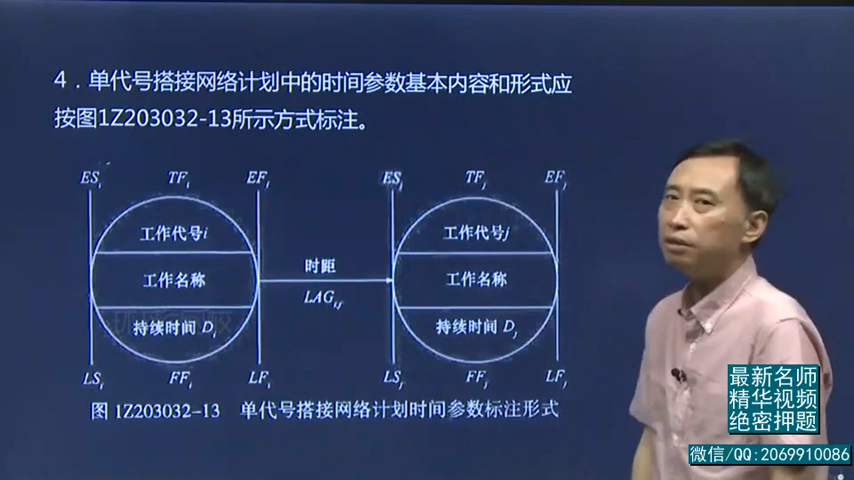 4．单代号搭接网络计划中的时间参数基本内容和形式应
按图1Z203032-13所示方式标注。
ESi TFi EFi ESj TFj EFj
工作代号i 工作代号j
工作名称 时距 工作名称
LAGi,j
持续时间 Di 持续时间 Dj
LSi FFi LFi LSj FFj LFj
图 1Z203032-13 单代号搭接网络计划时间参数标注形式
最新名师
精华视频
绝密押题
微信/QQ:2069910086